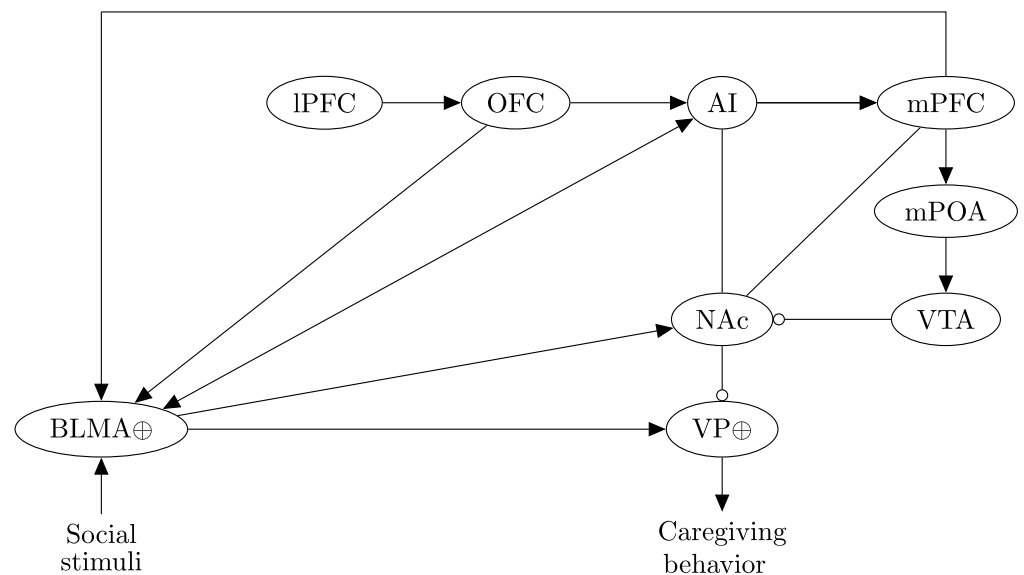 lPFC
OFC
AI
mPFC
mPOA
NAc
VTA
BLMA⊕
VP⊕
Social
stimuli
Caregiving
behavior